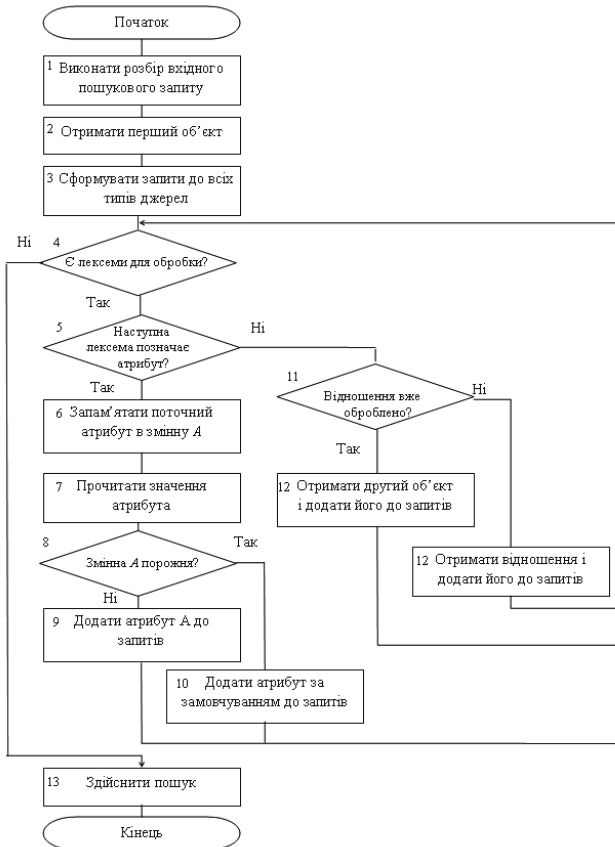 Початок
1 Виконати розбір вхідного
пошукового запиту
2 Отримати перший об’єкт
3 Сформувати запити до всіх
типів джерел
Ні
4
Є лексеми для обробки?
Так
5
Наступна
лексема позначає
атрибут?
Ні
Так
11
Відношення вже
оброблено?
Ні
Так
6 Запам’ятати поточний
атрибут в змінну А
7 Прочитати значення
атрибута
12 Отримати другий об’єкт
і додати його до запитів
8
Змінна А порожня?
Так
Ні
12 Отримати відношення і
додати його до запитів
9 Додати атрибут А до
запитів
10 Додати атрибут за
замовчуванням до запитів
13 Здійснити пошук
Кінець